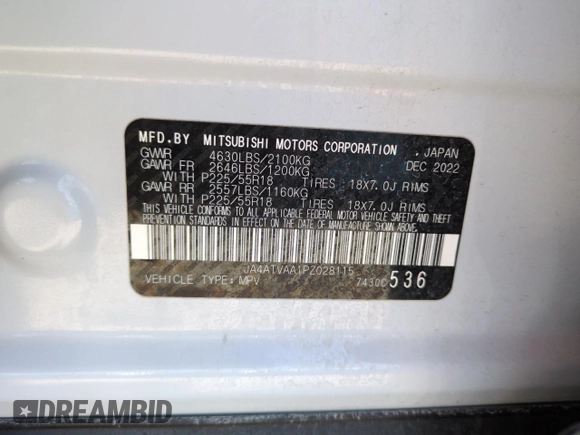 MFD.BY MITSUBISHI MOTORS CORPORATION . JAPAN
GVWR 4630LBS/2100KG DEC 2022
GAWR FR 2646LBS/1200KG
WITH P225/55R18 TIRES 18X7.0J RIMS
GAWR RR 2557LBS/1160KG
WITH P225/55R18 TIRES 18X7.0J RIMS
THIS VEHICLE CONFORMS TO ALL APPLICABLE FEDERAL MOTOR VEHICLE SAFETY AND THEFT
PREVENTION STANDARDS IN EFFECT ON THE DATE OF MANUFACTURE SHOWN ABOVE.
JA4ATVAA1PZ028115
VEHICLE TYPE: MPV 7430C 536
DREAMBID